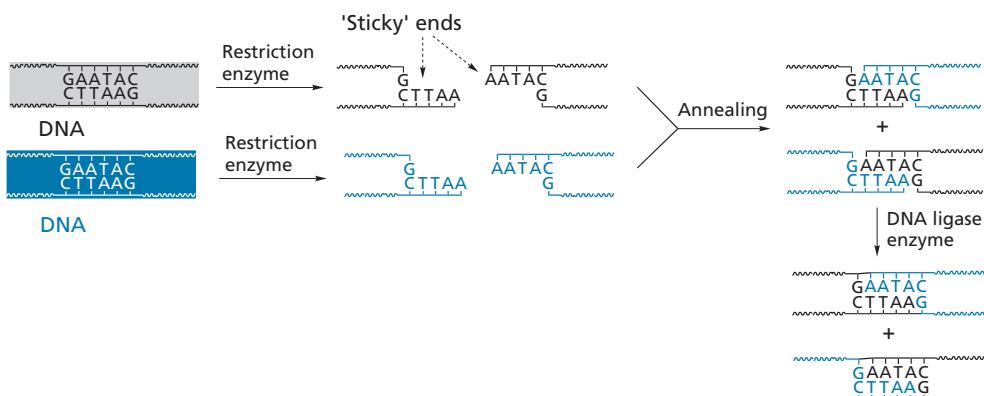 'Sticky' ends
Restriction
enzyme
GAATAC
CTTAAG
DNA
G
CTTAA
AATAC
G
Annealing
GAATAC
CTTAAG
+
GAATAC
CTTAAG
Restriction
enzyme
GAATAC
CTTAAG
DNA
G
CTTAA
AATAC
G
DNA ligase
enzyme
GAATAC
CTTAAG
+
GAATAC
CTTAAG